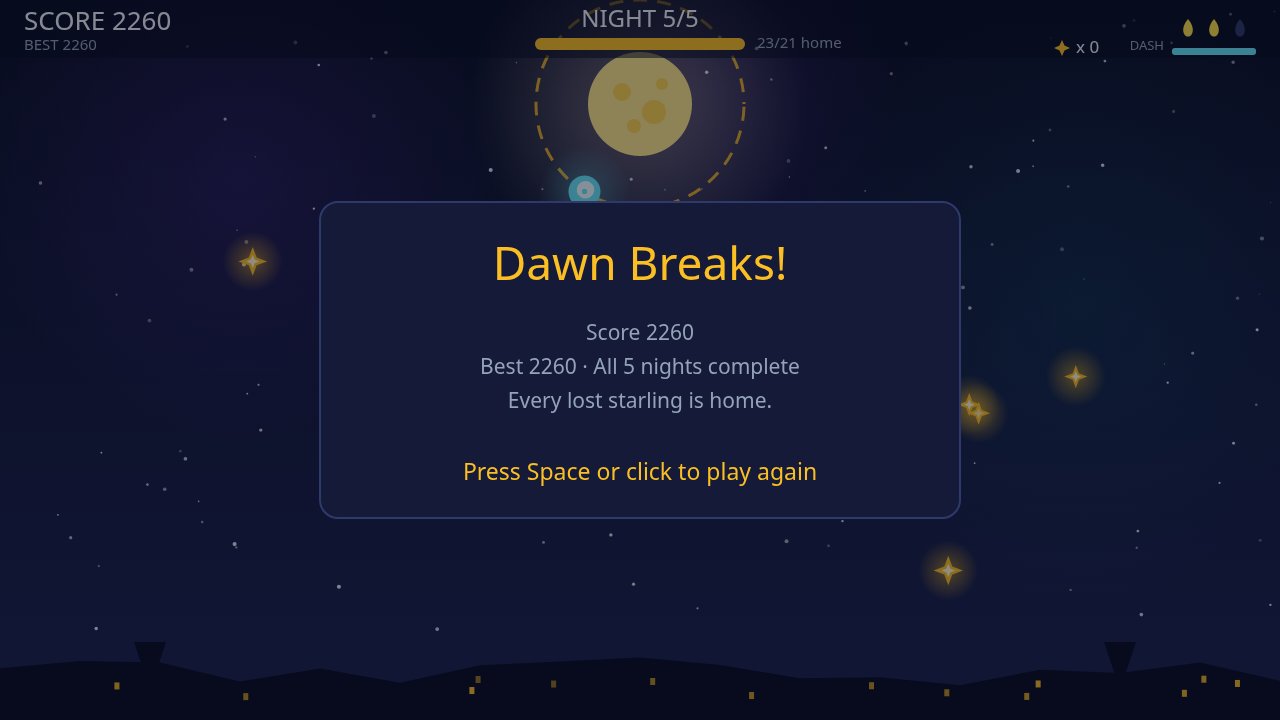 SCORE 2260
BEST 2260
NIGHT 5/5
23/21 home
x 0
DASH
Dawn Breaks!
Score 2260
Best 2260 · All 5 nights complete
Every lost starling is home.
Press Space or click to play again